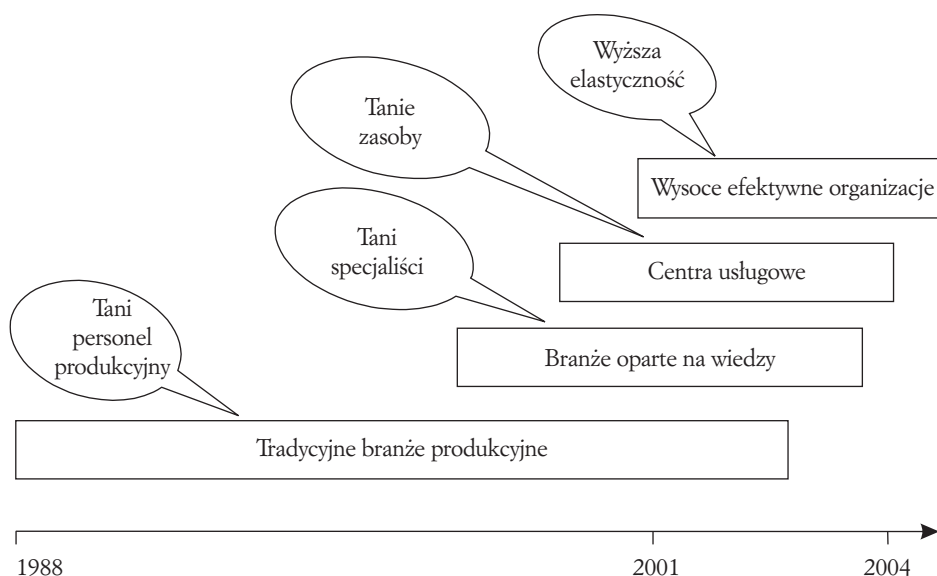 Wyższa
elastyczność
Tanie
zasoby
Wysoce efektywne organizacje
Tani
specjaliści
Centra usługowe
Tani
personel
produkcyjny
Branże oparte na wiedzy
Tradycyjne branże produkcyjne
1988
2001
2004